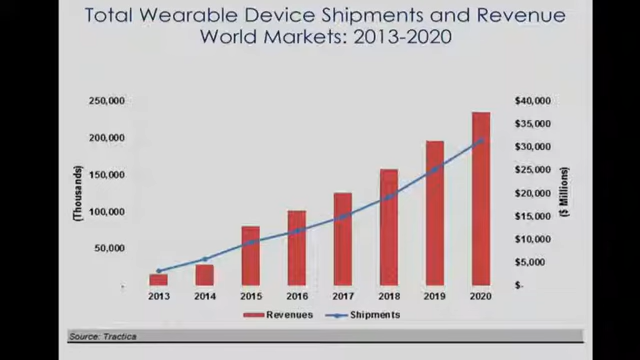 Total Wearable Device Shipments and Revenue
World Markets: 2013-2020
250,000
200,000
150,000
100,000
50,000
-
(Thousands)
$40,000
$35,000
$30,000
$25,000
$20,000
$15,000
$10,000
$5,000
$-
($ Millions)
2013 2014 2015 2016 2017 2018 2019 2020
Revenues Shipments
Source: Tractica